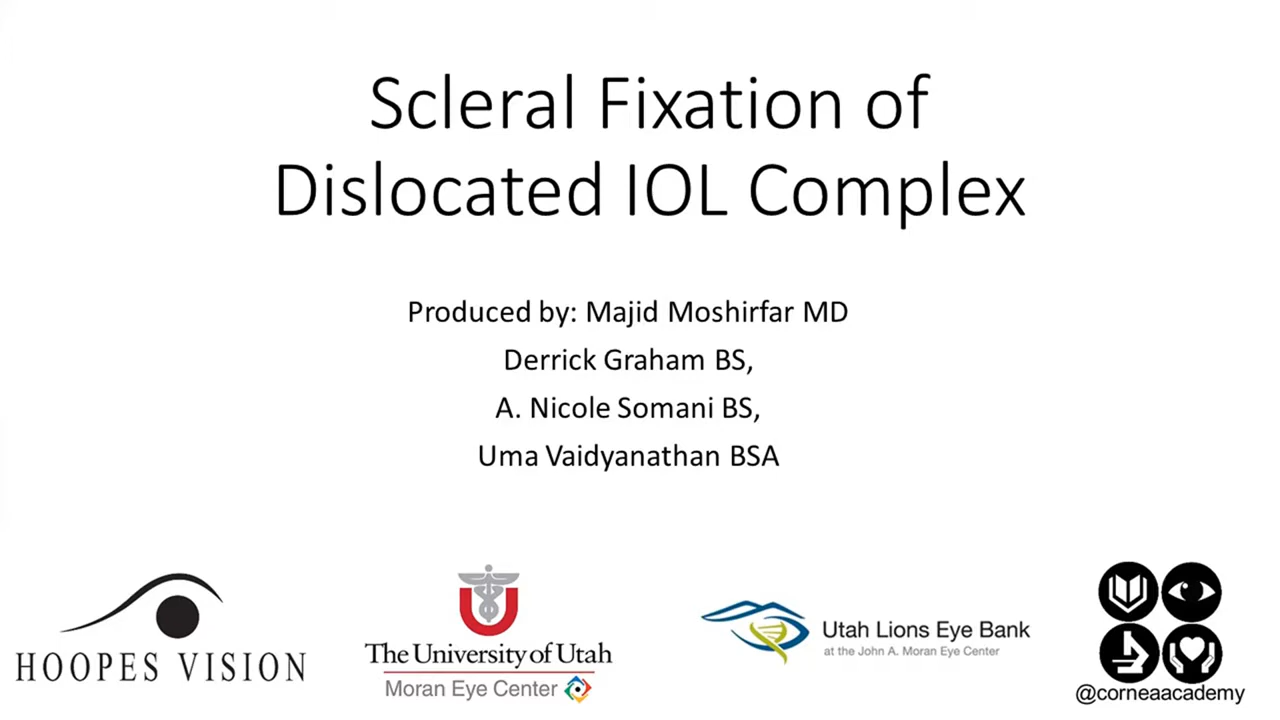 Scleral Fixation of
Dislocated IOL Complex
Produced by: Majid Moshirfar MD
Derrick Graham BS,
A. Nicole Somani BS,
Uma Vaidyanathan BSA
HOOPES VISION
The University of Utah
Moran Eye Center
Utah Lions Eye Bank
at the John A. Moran Eye Center
@corneaacademy